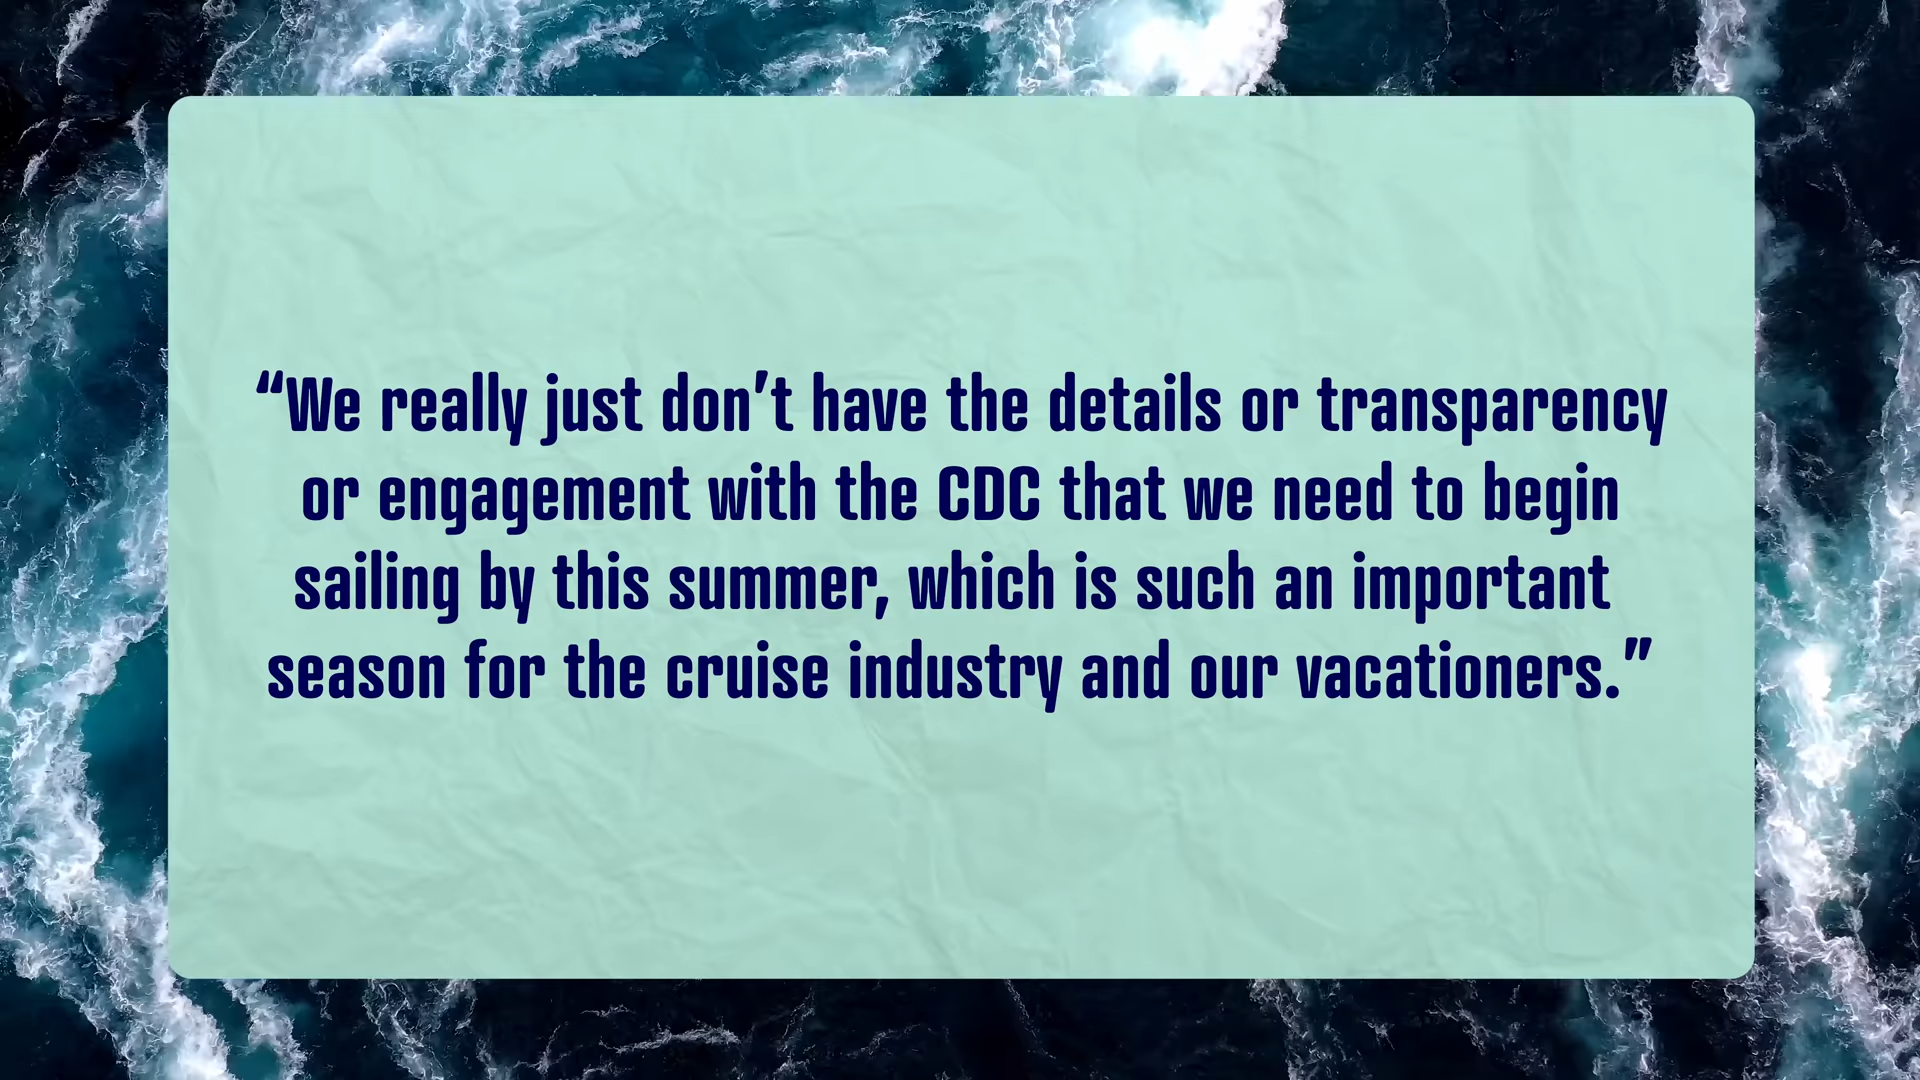 “We really just don’t have the details or transparency
or engagement with the CDC that we need to begin
sailing by this summer, which is such an important
season for the cruise industry and our vacationers.”